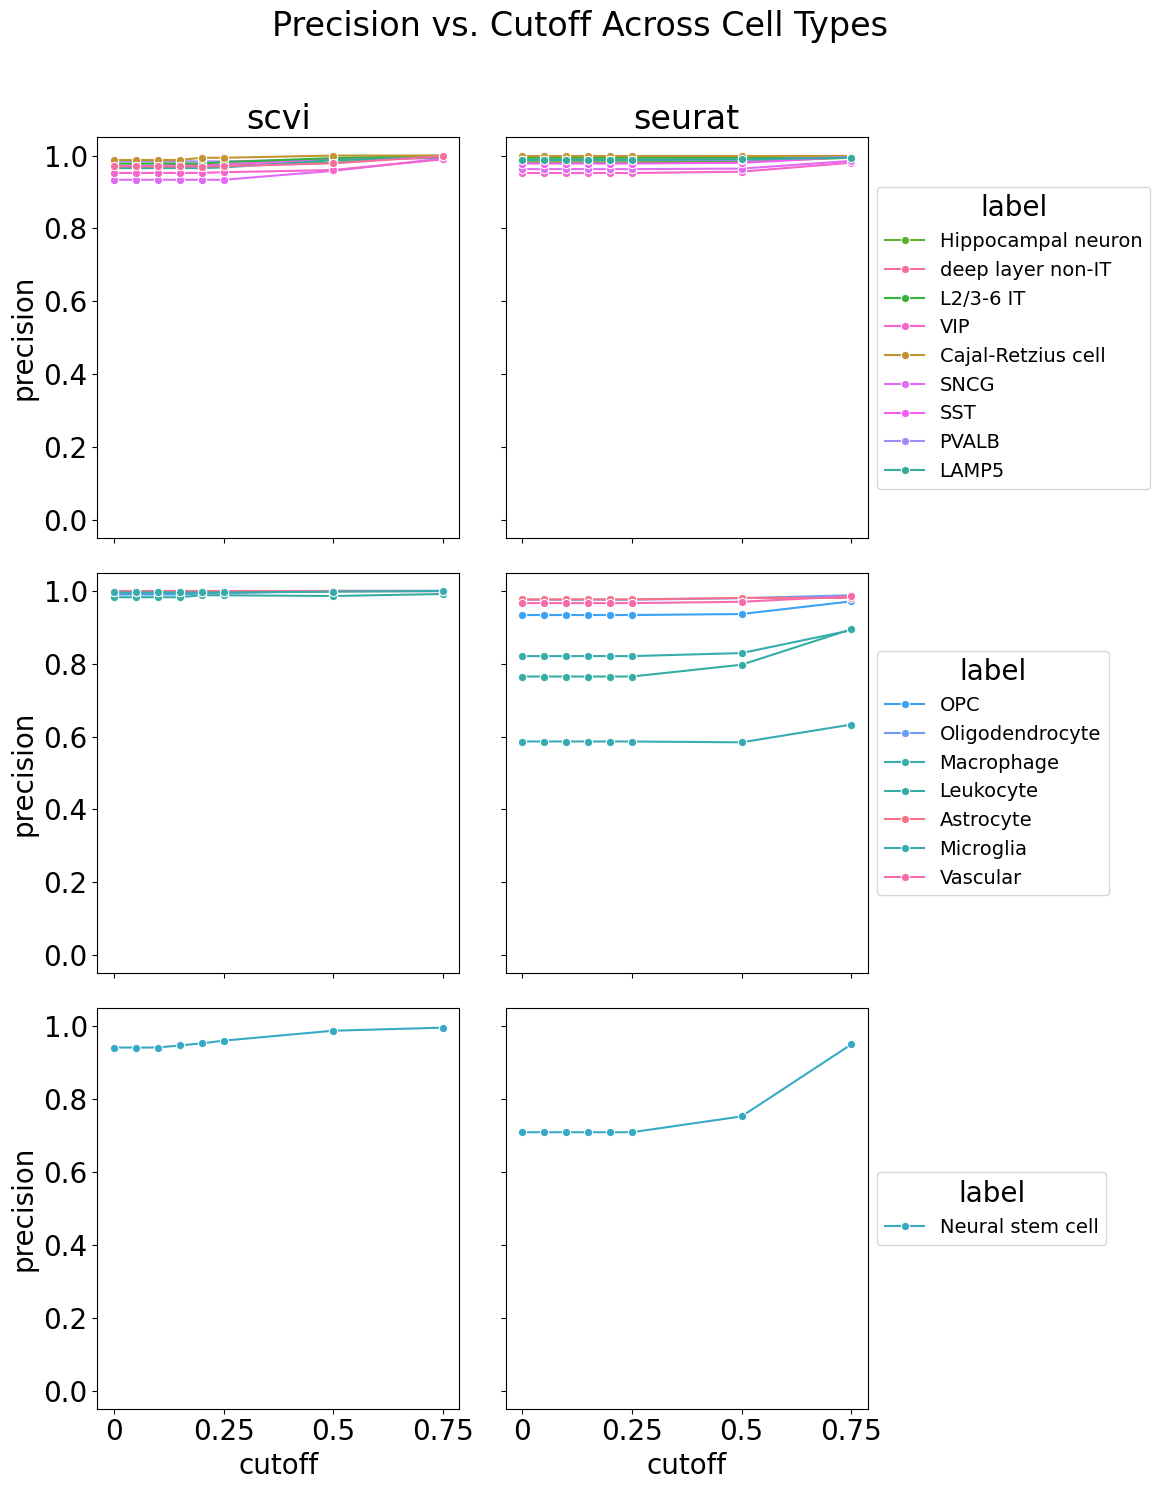 Precision vs. Cutoff Across Cell Types
scvi
seurat
1.0
0.8
0.6
0.4
0.2
0.0
precision
label
Hippocampal neuron
deep layer non-IT
L2/3-6 IT
VIP
Cajal-Retzius cell
SNCG
SST
PVALB
LAMP5
1.0
0.8
0.6
0.4
0.2
0.0
precision
label
OPC
Oligodendrocyte
Macrophage
Leukocyte
Astrocyte
Microglia
Vascular
1.0
0.8
0.6
0.4
0.2
0.0
precision
label
Neural stem cell
0 0.25 0.5 0.75
cutoff
0 0.25 0.5 0.75
cutoff